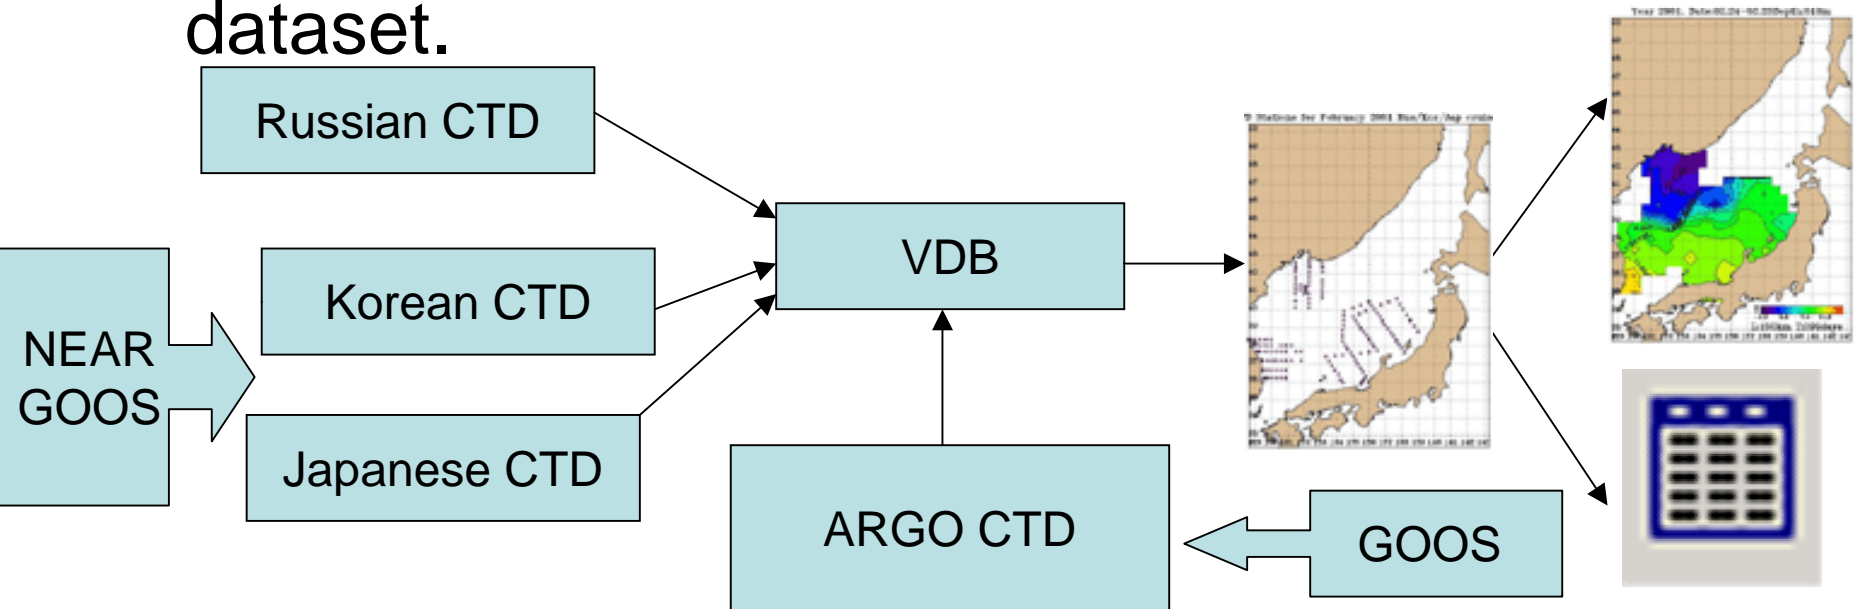 dataset.
Russian CTD
Korean CTD
NEAR
GOOS
Japanese CTD
VDB
ARGO CTD
GOOS